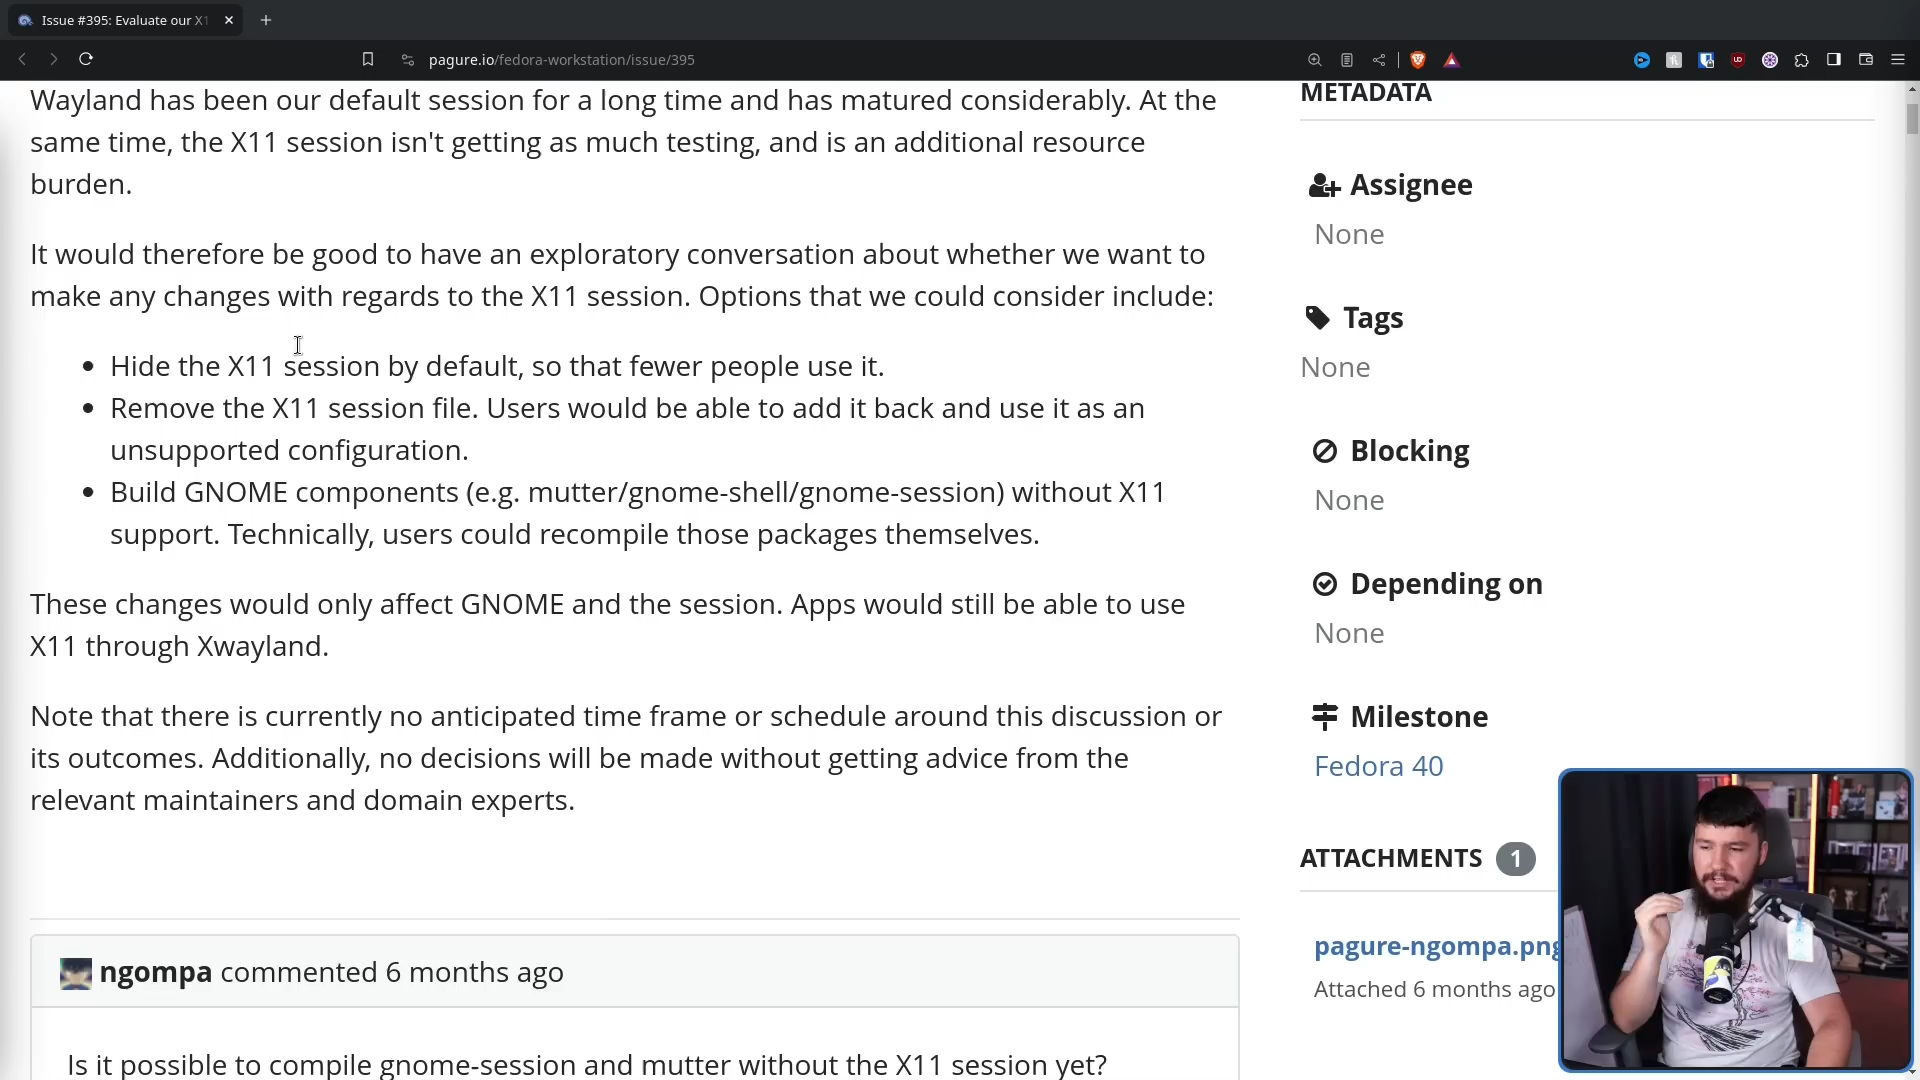 Issue #395: Evaluate our X1
pagure.io/fedora-workstation/issue/395
Wayland has been our default session for a long time and has matured considerably. At the
same time, the X11 session isn't getting as much testing, and is an additional resource
burden.
It would therefore be good to have an exploratory conversation about whether we want to
make any changes with regards to the X11 session. Options that we could consider include:
• Hide the X11 session by default, so that fewer people use it.
• Remove the X11 session file. Users would be able to add it back and use it as an
unsupported configuration.
• Build GNOME components (e.g. mutter/gnome-shell/gnome-session) without X11
support. Technically, users could recompile those packages themselves.
These changes would only affect GNOME and the session. Apps would still be able to use
X11 through Xwayland.
Note that there is currently no anticipated time frame or schedule around this discussion or
its outcomes. Additionally, no decisions will be made without getting advice from the
relevant maintainers and domain experts.
ngompa commented 6 months ago
Is it possible to compile gnome-session and mutter without the X11 session yet?
METADATA
Assignee
None
Tags
None
Blocking
None
Depending on
None
Milestone
Fedora 40
ATTACHMENTS 1
pagure-ngompa.png
Attached 6 months ago